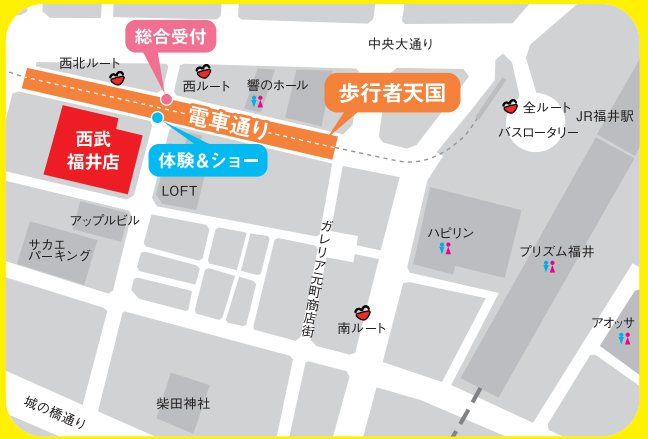 総合受付
中央大通り
西北ルート
西ルート
響のホール
歩行者天国
全ルート
バスロータリー
JR福井駅
電車通り
西武
福井店
体験&ショー
LOFT
アップルビル
サカエ
パーキング
ガレリア元町商店街
ハピリン
プリズム福井
南ルート
アオッサ
柴田神社
城の橋通り